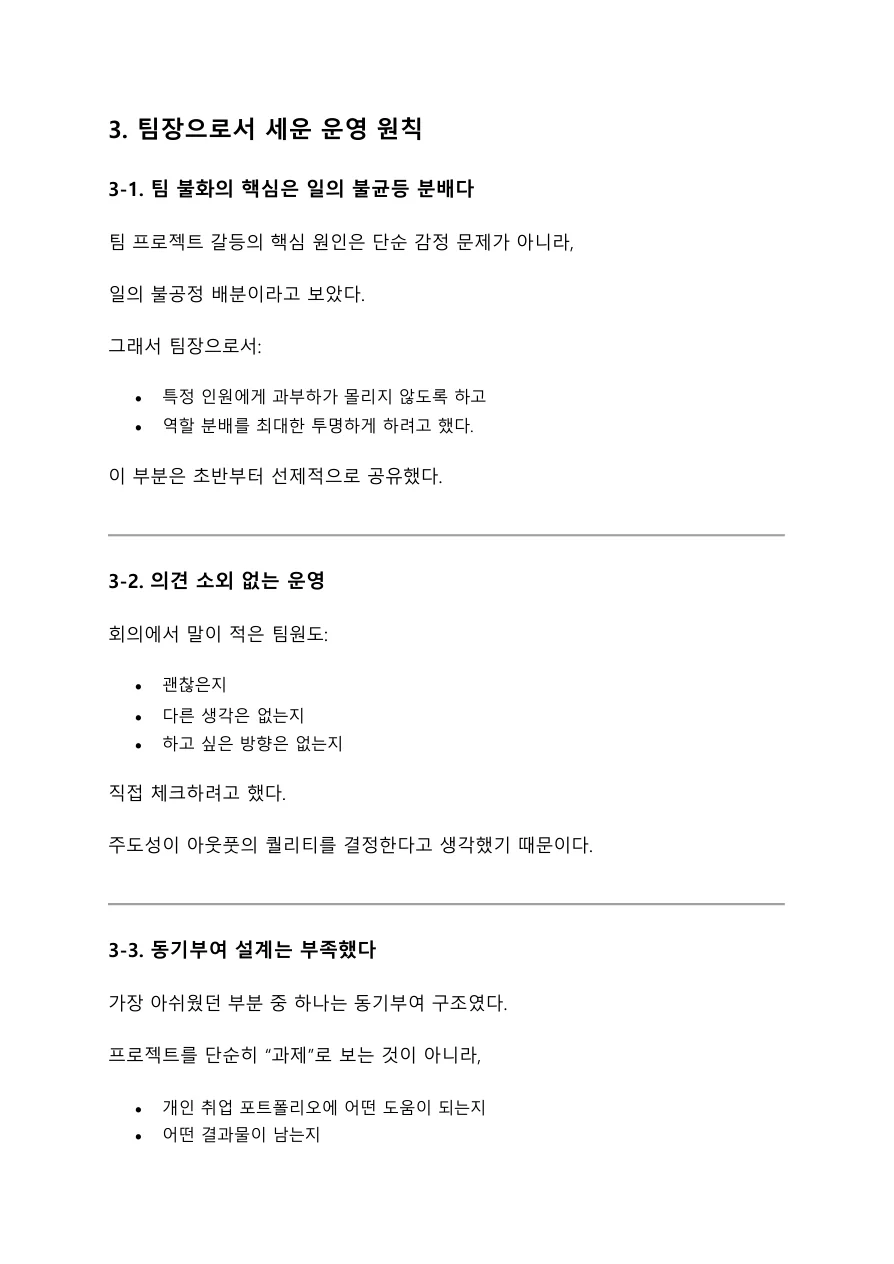 3. 팀장으로서 세운 운영 원칙
3-1. 팀 불화의 핵심은 일의 불균등 분배다
팀 프로젝트 갈등의 핵심 원인은 단순 감정 문제가 아니라,
일의 불공정 배분이라고 보았다.
그래서 팀장으로서:
• 특정 인원에게 과부하가 몰리지 않도록 하고
• 역할 분배를 최대한 투명하게 하려고 했다.
이 부분은 초반부터 선제적으로 공유했다.
3-2. 의견 소외 없는 운영
회의에서 말이 적은 팀원도:
• 괜찮은지
• 다른 생각은 없는지
• 하고 싶은 방향은 없는지
직접 체크하려고 했다.
주도성이 아웃풋의 퀄리티를 결정한다고 생각했기 때문이다.
3-3. 동기부여 설계는 부족했다
가장 아쉬웠던 부분 중 하나는 동기부여 구조였다.
프로젝트를 단순히 “과제”로 보는 것이 아니라,
• 개인 취업 포트폴리오에 어떤 도움이 되는지
• 어떤 결과물이 남는지